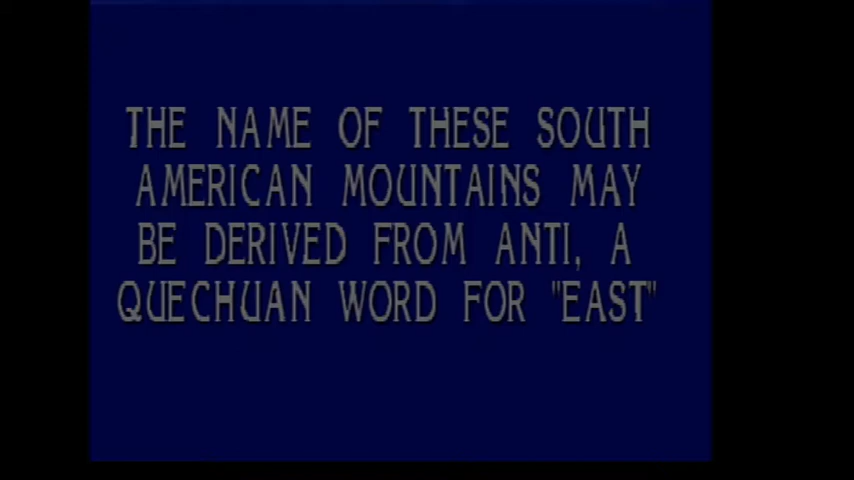 THE NAME OF THESE SOUTH
AMERICAN MOUNTAINS MAY
BE DERIVED FROM ANTI, A
QUECHUAN WORD FOR "EAST"